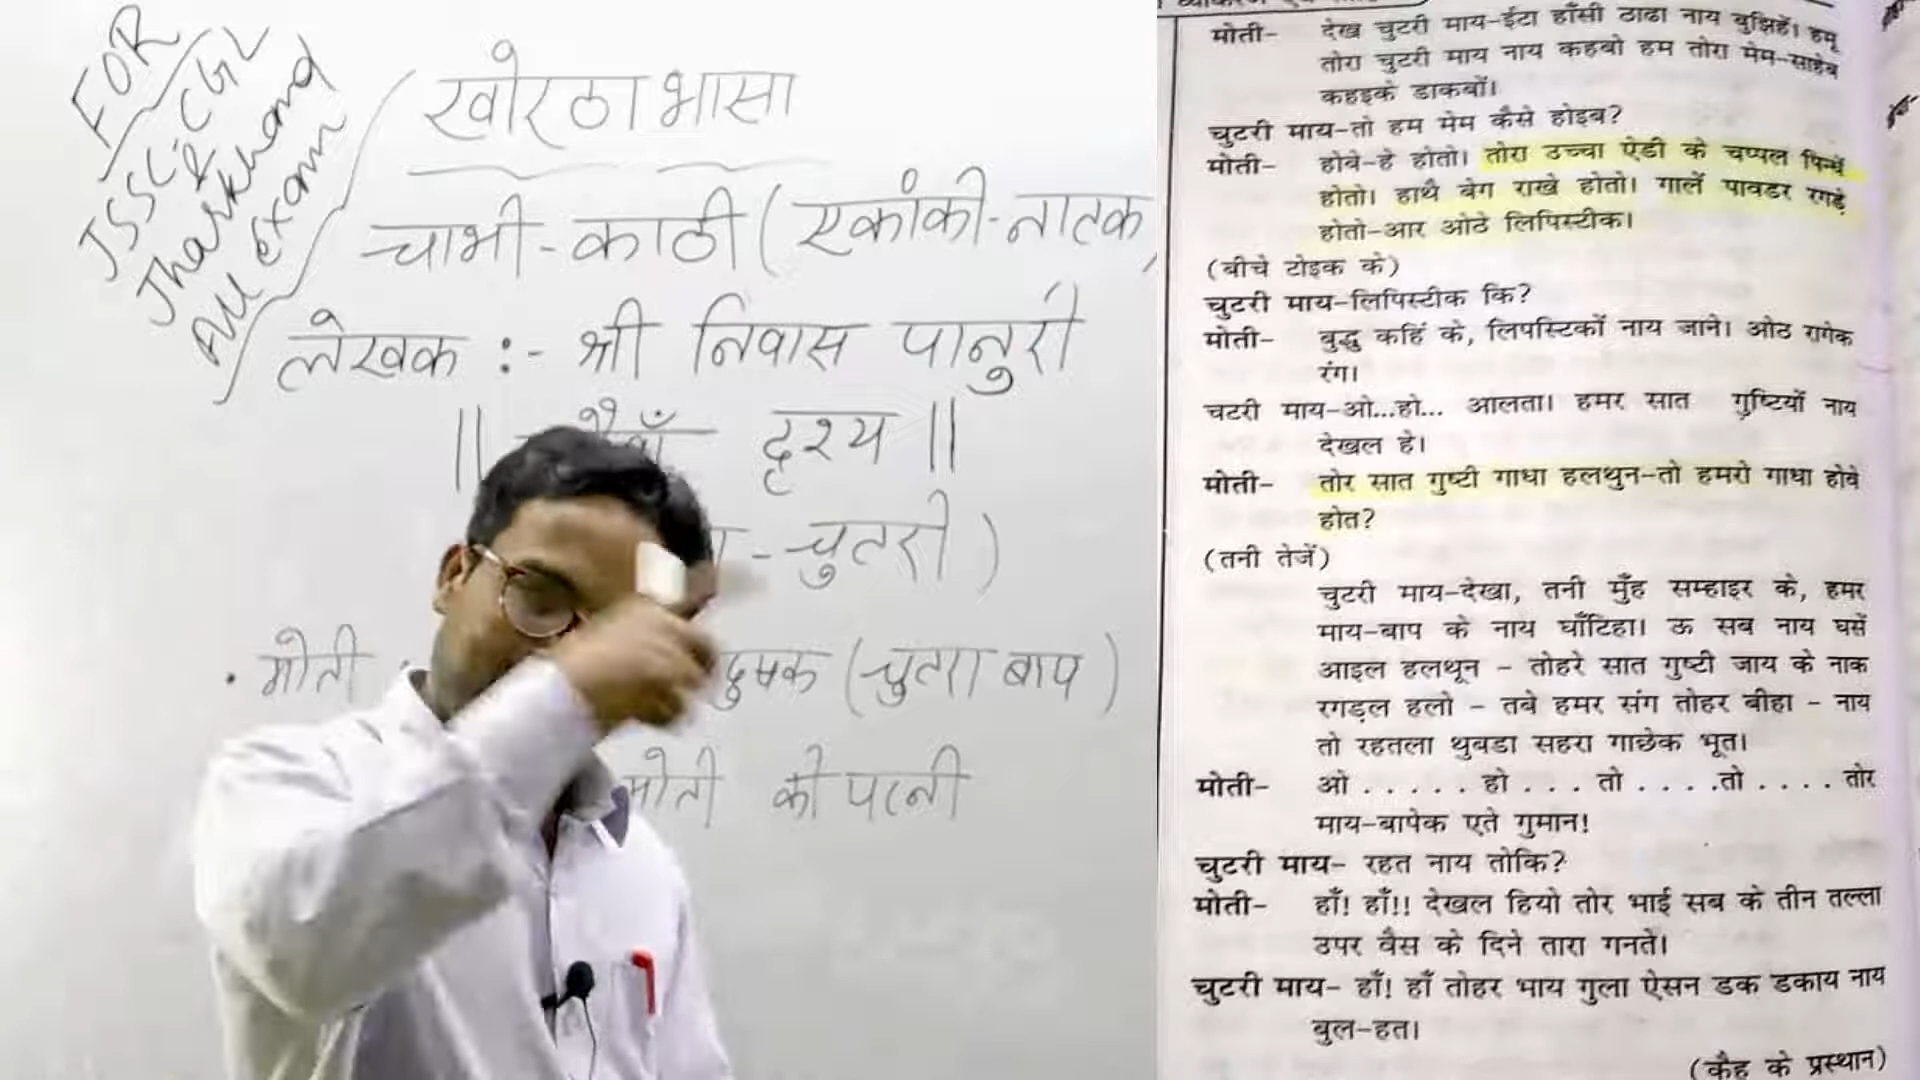 FOR
JSSC-CGL
&
Jharkhand
All Exam
खोरठा भासा
चाभी-काठी (एकांकी-नाटक)
लेखक :- श्री निवास पानुरी
|| दृश्य ||
-चुटरी)
• मोती (चुटरा बाप)
मोती की पत्नी
मोती- देख चुटरी माय-ईटा हाँसी ठाढा नाय बुझिहें। हमू
तोरा चुटरी माय नाय कहबो हम तोरा मेम-साहेब
कहइके डाकबों।
चुटरी माय-तो हम मेम कैसे होइब?
मोती- होबे-हे होतो। तोरा उच्चा ऐडी के चप्पल पिन्धें
होतो। हाथै बेग राखे होतो। गालें पावडर रगड़े
होतो-आर ओठे लिपिस्टीक।
(बीचे टोइक के)
चुटरी माय-लिपिस्टीक कि?
मोती- बुद्धु कहिं के, लिपस्टिकों नाय जाने। ओठ रागेक
रंग।
चटरी माय-ओ...हो... आलता। हमर सात गुष्टियों नाय
देखल हे।
मोती- तोर सात गुष्टी गाधा हलथुन-तो हमरो गाधा होवे
होत?
(तनी तेजें)
चुटरी माय-देखा, तनी मुँह सम्हाइर के, हमर
माय-बाप के नाय घाँटिहा। ऊ सब नाय घसें
आइल हलथून - तोहरे सात गुष्टी जाय के नाक
रगड़ल हलो - तबे हमर संग तोहर बीहा - नाय
तो रहतला थुबडा सहरा गाछेक भूत।
मोती- ओ . . . . . हो . . . तो . . . .तो . . . . तोर
माय-बापेक एते गुमान!
चुटरी माय- रहत नाय तोकि?
मोती- हाँ! हाँ!! देखल हियो तोर भाई सब के तीन तल्ला
उपर बैस के दिने तारा गनते।
चुटरी माय- हाँ! हाँ तोहर भाय गुला ऐसन डक डकाय नाय
बुल-हत।
(कैह के प्रस्थान)